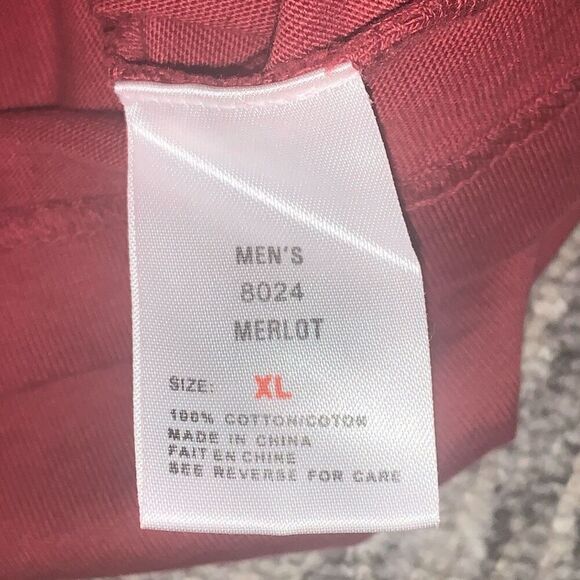 MEN'S
8024
MERLOT
SIZE: XL
100% COTTON/COTON
MADE IN CHINA
FAIT EN CHINE
SEE REVERSE FOR CARE